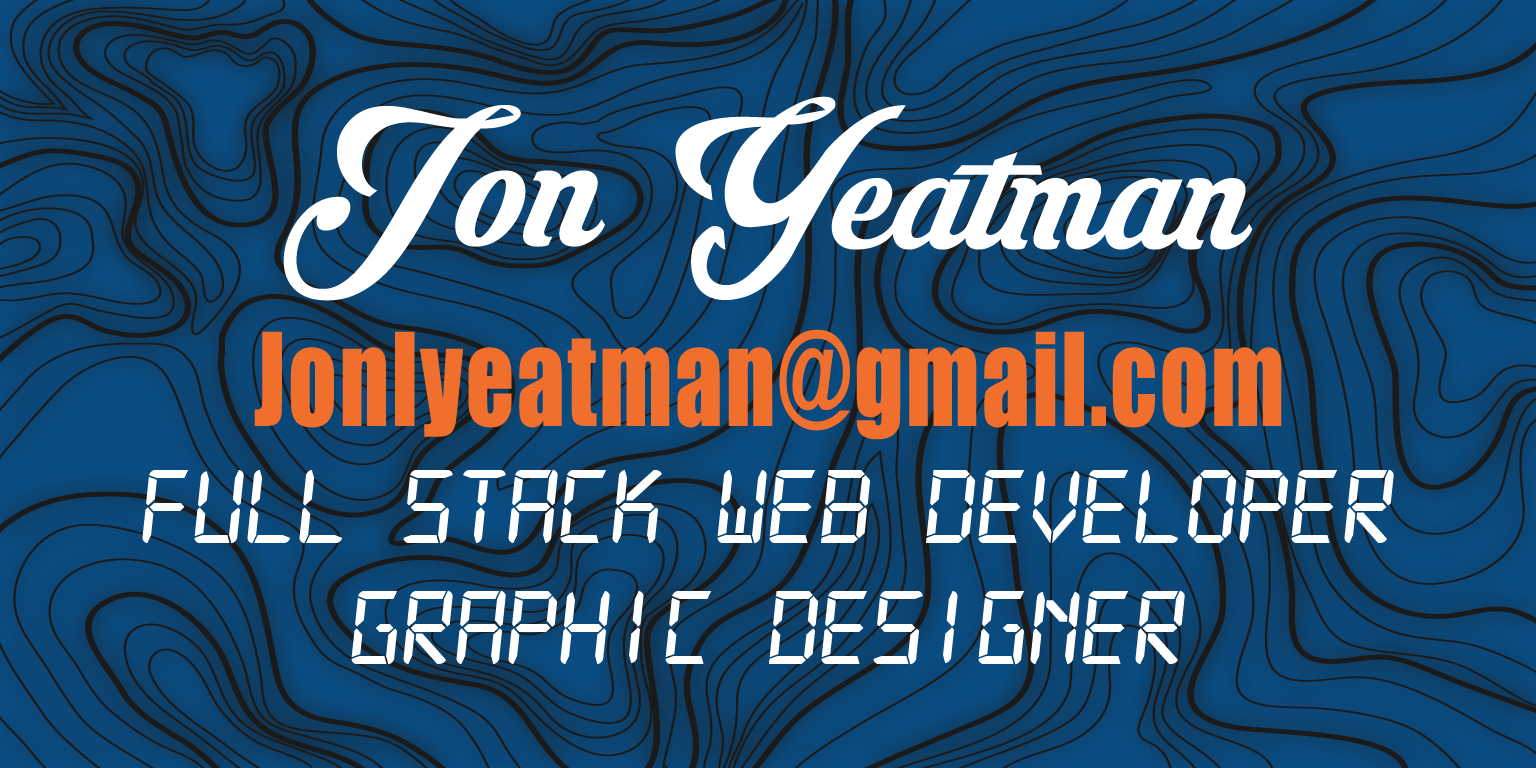 Jon Yeatman
Jonlyeatman@gmail.com
FULL STACK WEB DEVELOPER
GRAPHIC DESIGNER